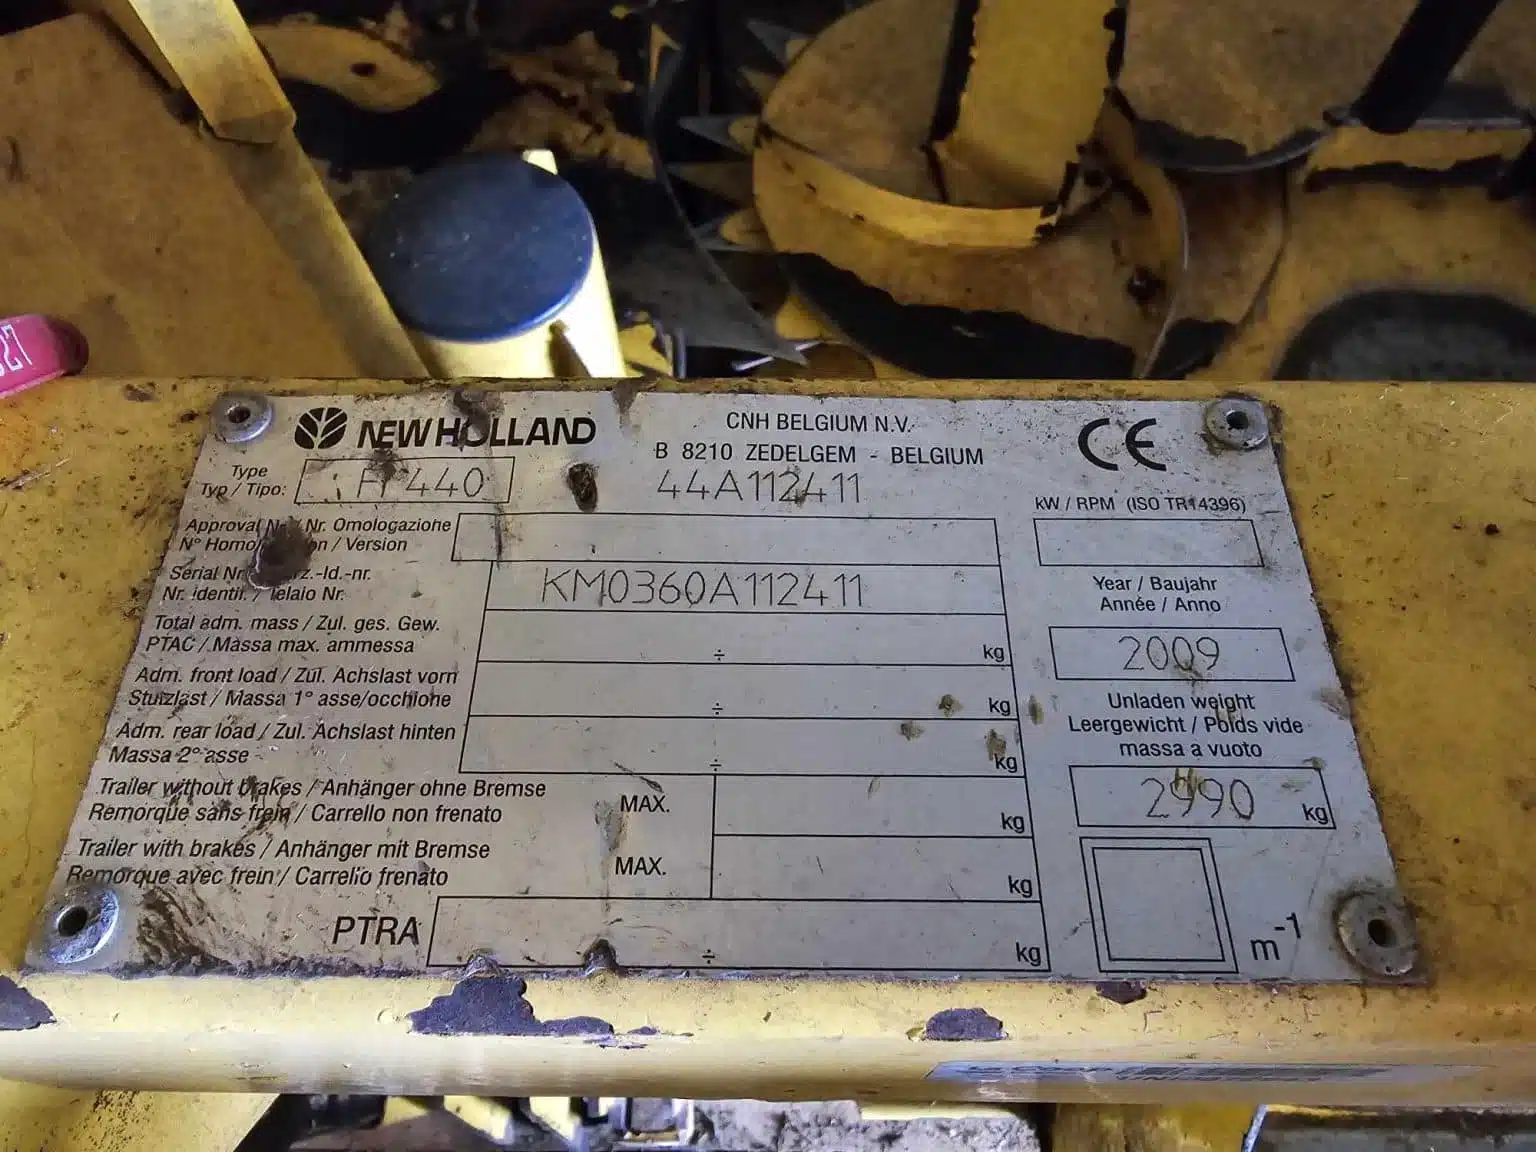 327
NEW HOLLAND
CNH BELGIUM N.V.
B 8210 ZEDELGEM - BELGIUM
CE
Type
Typ / Tipo:
440
44A112411
kW / RPM (ISO TR14396)
Approval Nr. / Nr. Omologazione
N° Homologation / Version
Serial Nr. / Fz.-Id.-nr.
Nr. identif. / Telaio Nr.
KM0360A112411
Year / Baujahr
Année / Anno
2009
Total adm. mass / Zul. ges. Gew.
PTAC / Massa max. ammessa
÷ kg
Adm. front load / Zul. Achslast vorn
Stutzlast / Massa 1° asse/occhione
÷ kg
Unladen weight
Leergewicht / Poids vide
massa a vuoto
2990 kg
Adm. rear load / Zul. Achslast hinten
Massa 2° asse
÷ kg
Trailer without brakes / Anhänger ohne Bremse
Remorque sans frein / Carrello non frenato
MAX. kg
Trailer with brakes / Anhänger mit Bremse
Remorque avec frein / Carrello frenato
MAX. kg
PTRA ÷ kg
m-1